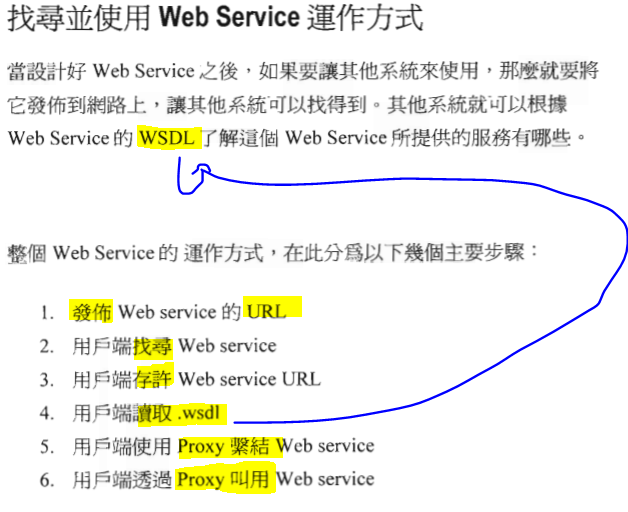 找尋並使用 Web Service 運作方式
當設計好 Web Service 之後，如果要讓其他系統來使用，那麼就要將
它發佈到網路上，讓其他系統可以找得到。其他系統就可以根據
Web Service 的 WSDL 了解這個 Web Service 所提供的服務有哪些。
整個 Web Service 的 運作方式，在此分為以下幾個主要步驟：
1. 發佈 Web service 的 URL
2. 用戶端找尋 Web service
3. 用戶端存許 Web service URL
4. 用戶端讀取 .wsdl
5. 用戶端使用 Proxy 繫結 Web service
6. 用戶端透過 Proxy 叫用 Web service